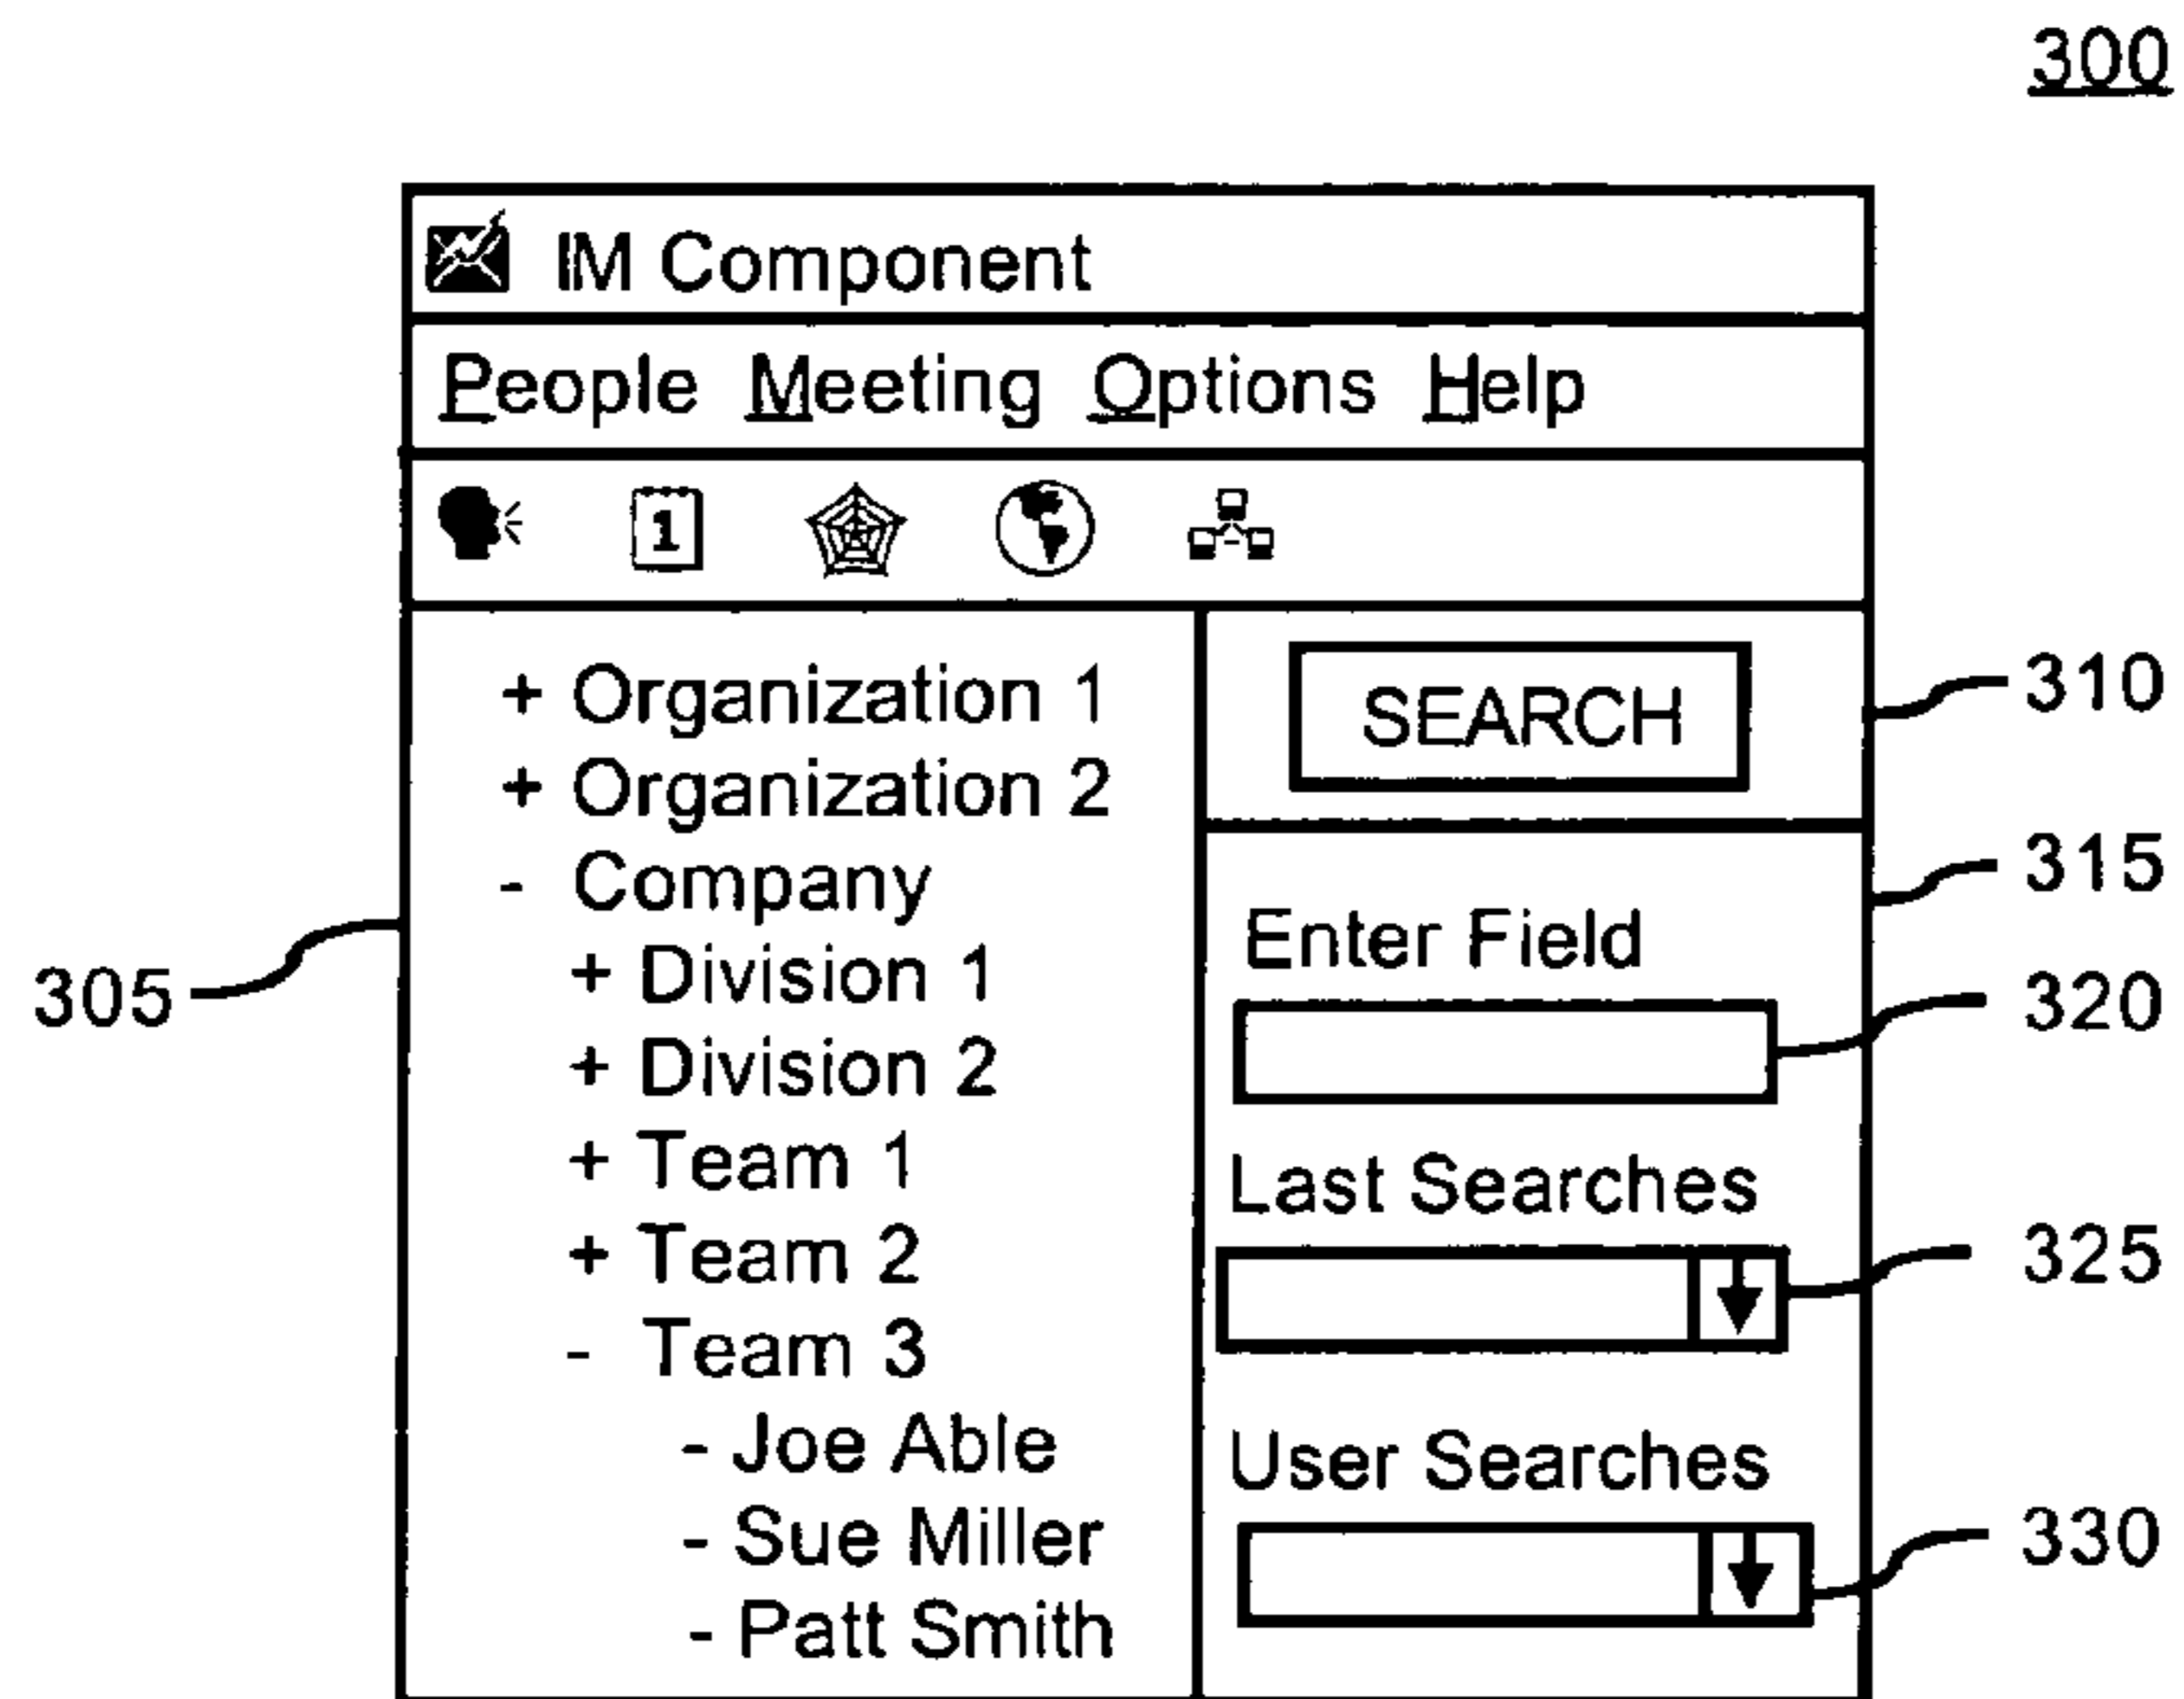 300
IM Component
People Meeting Options Help
1
+ Organization 1
+ Organization 2
- Company
+ Division 1
+ Division 2
+ Team 1
+ Team 2
- Team 3
- Joe Able
- Sue Miller
- Patt Smith
305
SEARCH
310
315
Enter Field
320
Last Searches
325
User Searches
330